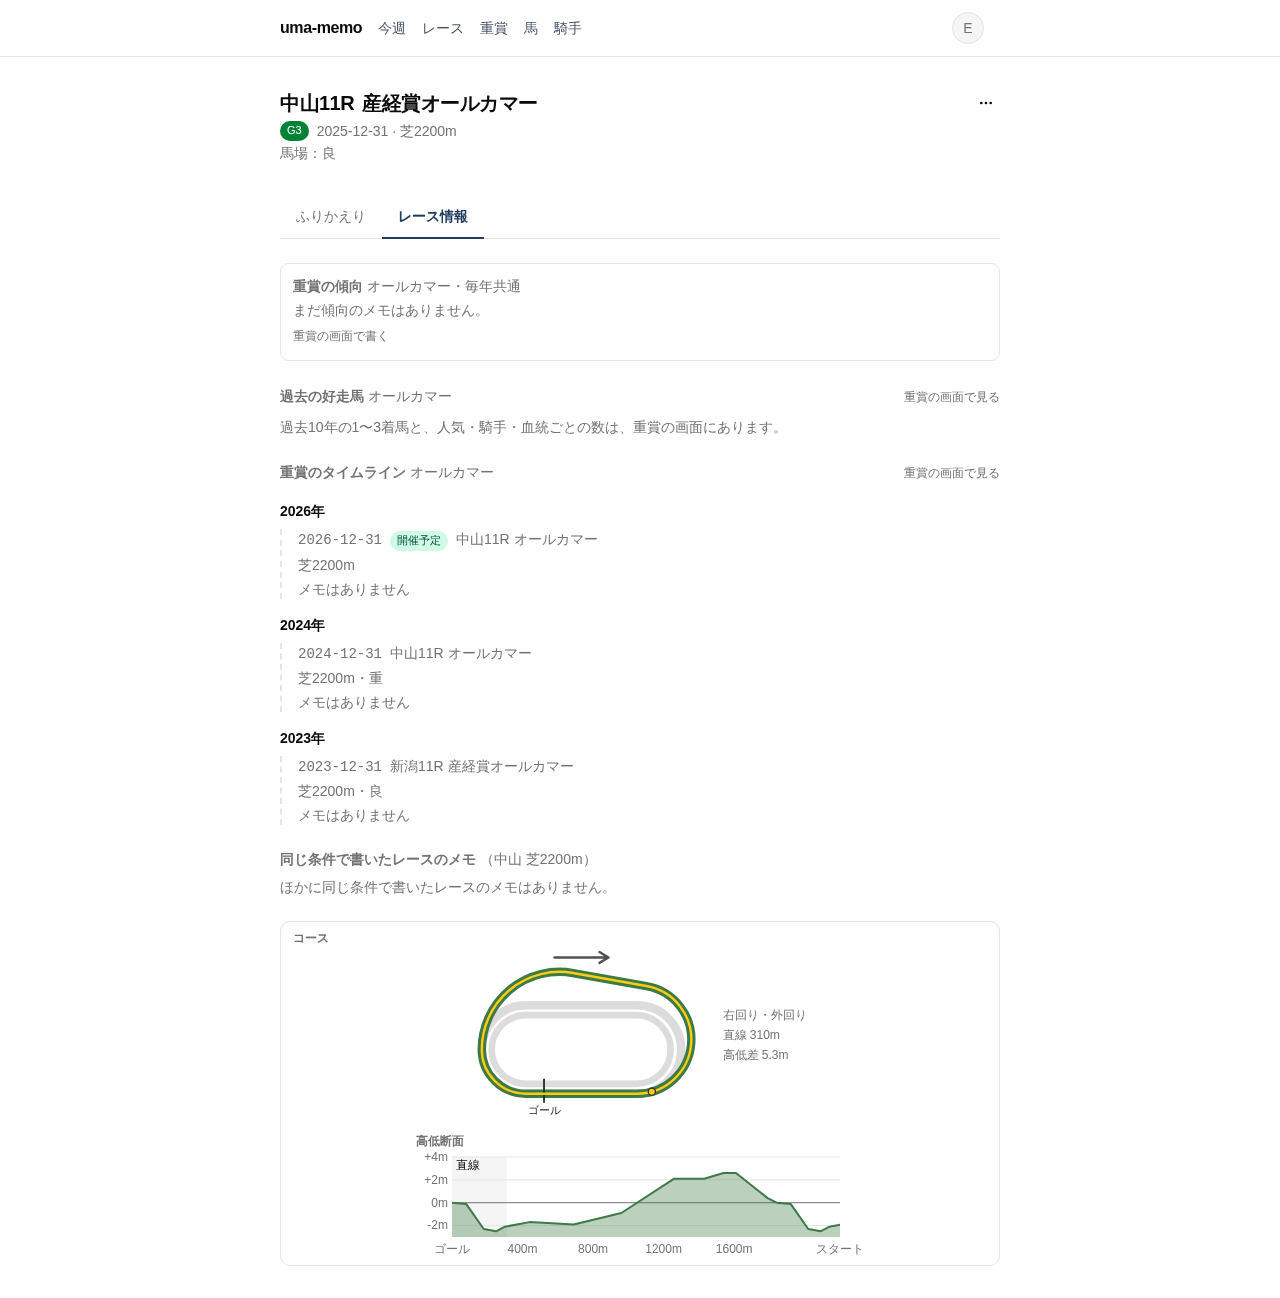 uma-memo 今週 レース 重賞 馬 騎手 E
中山11R 産経賞オールカマー ...
G3 2025-12-31 · 芝2200m
馬場：良
ふりかえり レース情報
重賞の傾向 オールカマー・毎年共通
まだ傾向のメモはありません。
重賞の画面で書く
過去の好走馬 オールカマー 重賞の画面で見る
過去10年の1〜3着馬と、人気・騎手・血統ごとの数は、重賞の画面にあります。
重賞のタイムライン オールカマー 重賞の画面で見る
2026年
2026-12-31 開催予定 中山11R オールカマー
芝2200m
メモはありません
2024年
2024-12-31 中山11R オールカマー
芝2200m・重
メモはありません
2023年
2023-12-31 新潟11R 産経賞オールカマー
芝2200m・良
メモはありません
同じ条件で書いたレースのメモ （中山 芝2200m）
ほかに同じ条件で書いたレースのメモはありません。
コース
右回り・外回り
直線 310m
高低差 5.3m
ゴール
高低断面
+4m 直線
+2m
0m
-2m
ゴール 400m 800m 1200m 1600m スタート